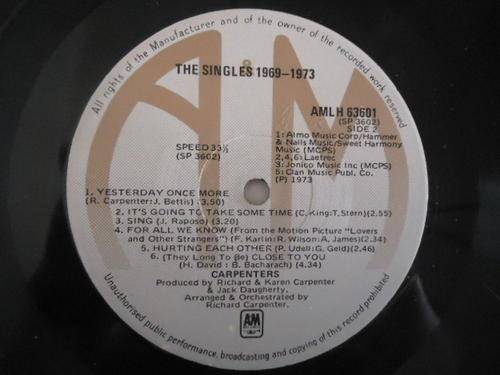 All rights of the Manufacturer and of the owner of the recorded work reserved
THE SINGLES 1969-1973
AMLH 63601
(SP 3602)
SIDE 2
SPEED 33⅓
(SP 3602)
1: Almo Music Corp/Hammer
& Nails Music/Sweet Harmony
Music (MCPS)
2,4,6: Laetrec
3: Jonico Music Inc (MCPS)
5: Clan Music Publ. Co.
(P) 1973
1. YESTERDAY ONCE MORE
(R. Carpenter: J. Bettis) (3.50)
2. IT'S GOING TO TAKE SOME TIME (C. King: T. Stern) (2.55)
3. SING (J. Raposo) (3.20)
4. FOR ALL WE KNOW (From the Motion Picture "Lovers
and Other Strangers") (F. Karlin: R. Wilson: A. James) (2.34)
5. HURTING EACH OTHER (P. Udell: G. Geld) (2,46)
6. (They Long To Be) CLOSE TO YOU
(H. David : B. Bacharach) (4.34)
CARPENTERS
Produced by Richard & Karen Carpenter
& Jack Daugherty.
Arranged & Orchestrated by
Richard Carpenter.
AM
Unauthorised public performance, broadcasting and copying of this record prohibited